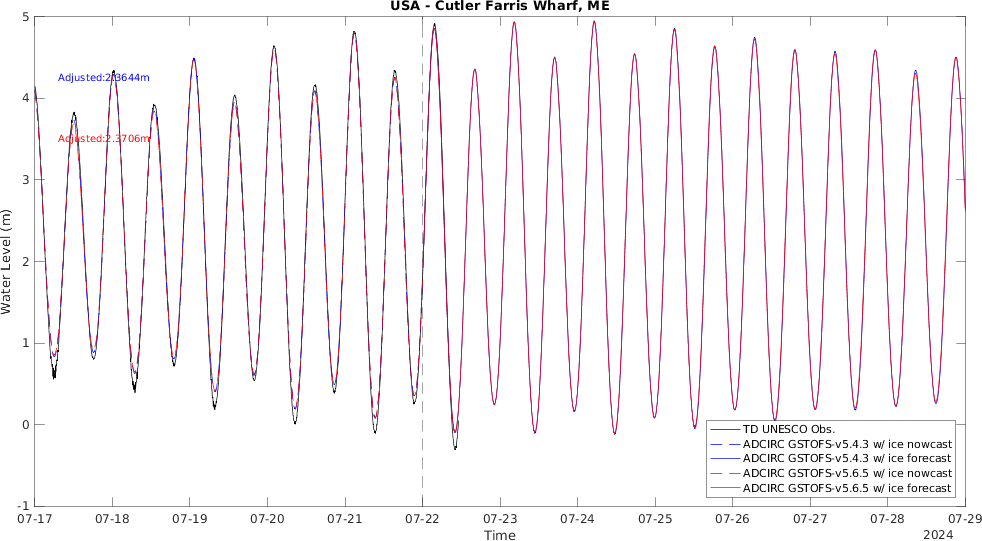 USA - Cutler Farris Wharf, ME
5
4
3
2
1
0
-1
Water Level (m)
Adjusted:2.3644m
Adjusted:2.3706m
TD UNESCO Obs.
ADCIRC GSTOFS-v5.4.3 w/ ice nowcast
ADCIRC GSTOFS-v5.4.3 w/ ice forecast
ADCIRC GSTOFS-v5.6.5 w/ ice nowcast
ADCIRC GSTOFS-v5.6.5 w/ ice forecast
07-17 07-18 07-19 07-20 07-21 07-22 07-23 07-24 07-25 07-26 07-27 07-28 07-29
Time
2024